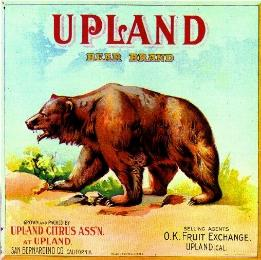 UPLAND
BEAR BRAND
GROWN AND PACKED BY
UPLAND CITRUS ASS'N.
AT UPLAND.
SAN BERNARDINO CO. CALIFORNIA.
SELLING AGENTS
O.K. FRUIT EXCHANGE.
UPLAND: CAL.